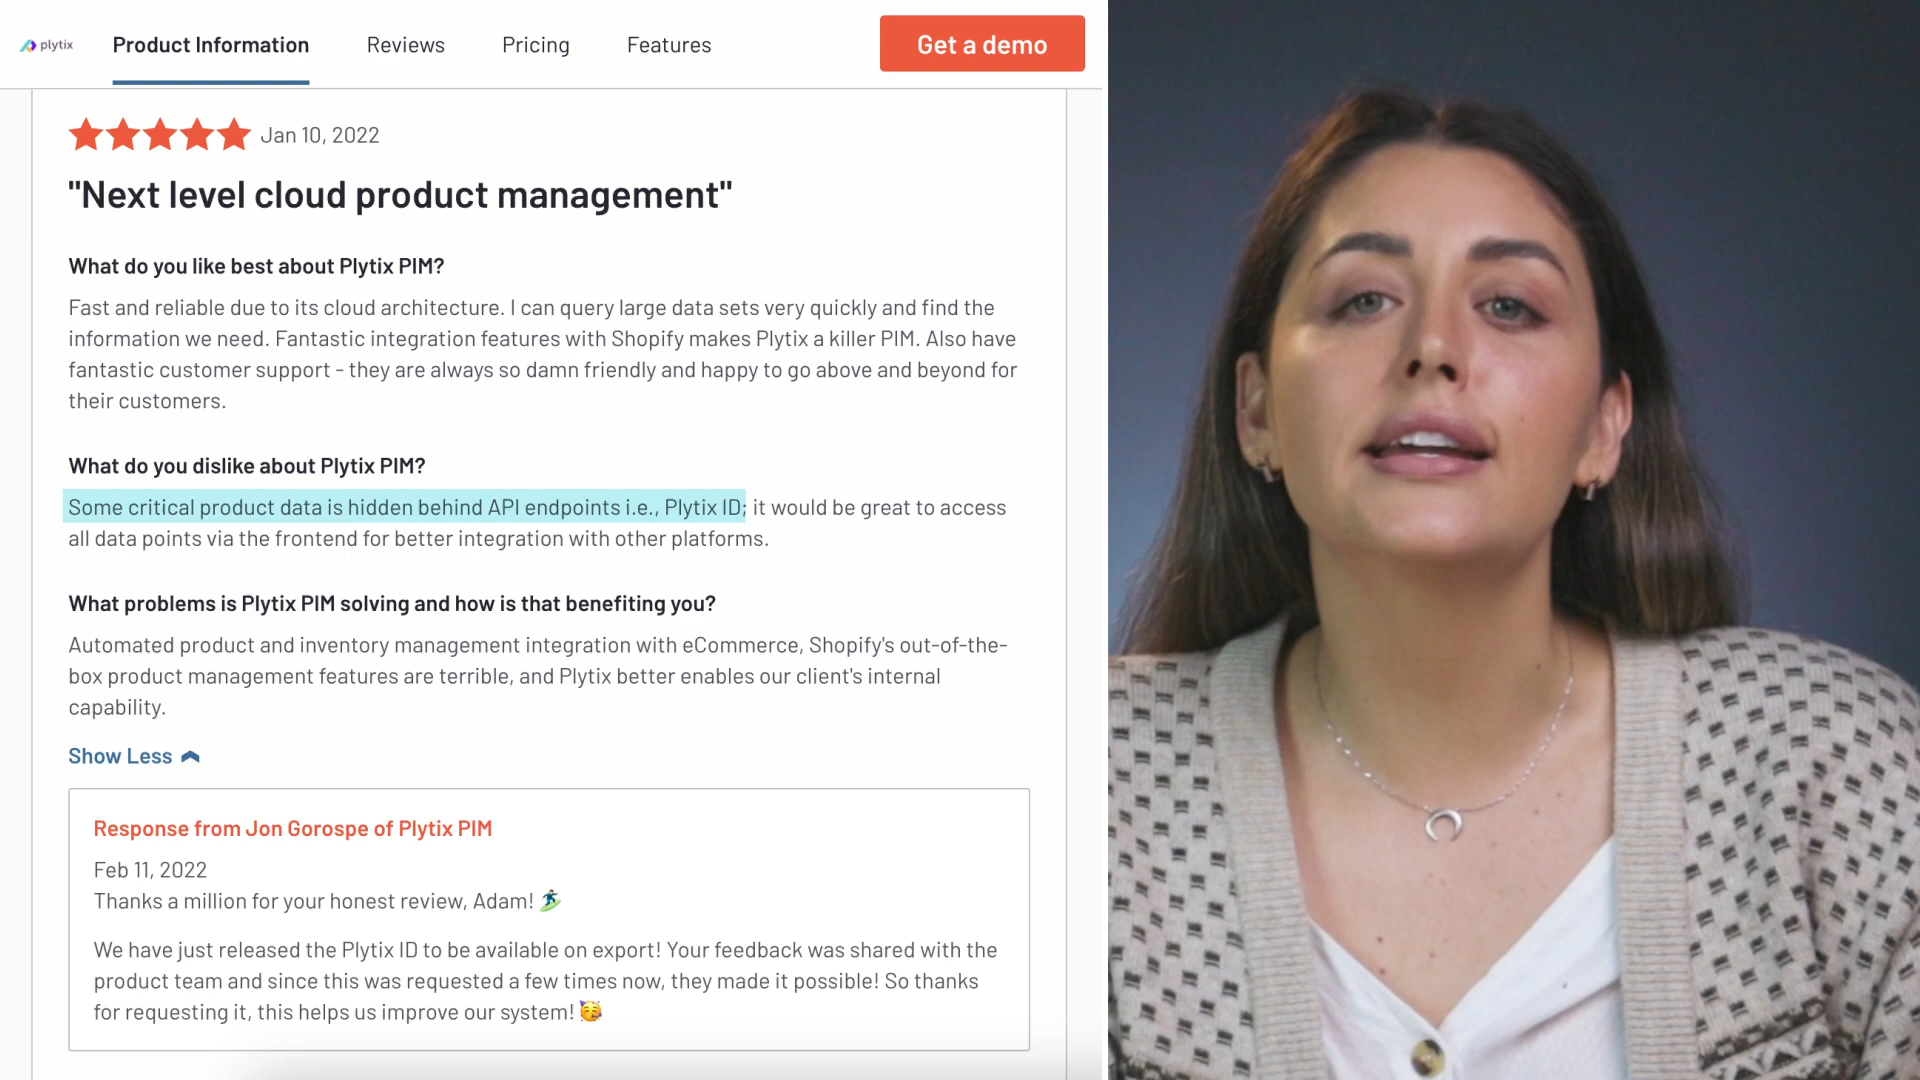 plytix Product Information Reviews Pricing Features Get a demo
Jan 10, 2022
"Next level cloud product management"
What do you like best about Plytix PIM?
Fast and reliable due to its cloud architecture. I can query large data sets very quickly and find the
information we need. Fantastic integration features with Shopify makes Plytix a killer PIM. Also have
fantastic customer support - they are always so damn friendly and happy to go above and beyond for
their customers.
What do you dislike about Plytix PIM?
Some critical product data is hidden behind API endpoints i.e., Plytix ID; it would be great to access
all data points via the frontend for better integration with other platforms.
What problems is Plytix PIM solving and how is that benefiting you?
Automated product and inventory management integration with eCommerce, Shopify's out-of-the-
box product management features are terrible, and Plytix better enables our client's internal
capability.
Show Less
Response from Jon Gorospe of Plytix PIM
Feb 11, 2022
Thanks a million for your honest review, Adam! 🏄
We have just released the Plytix ID to be available on export! Your feedback was shared with the
product team and since this was requested a few times now, they made it possible! So thanks
for requesting it, this helps us improve our system! 🥳